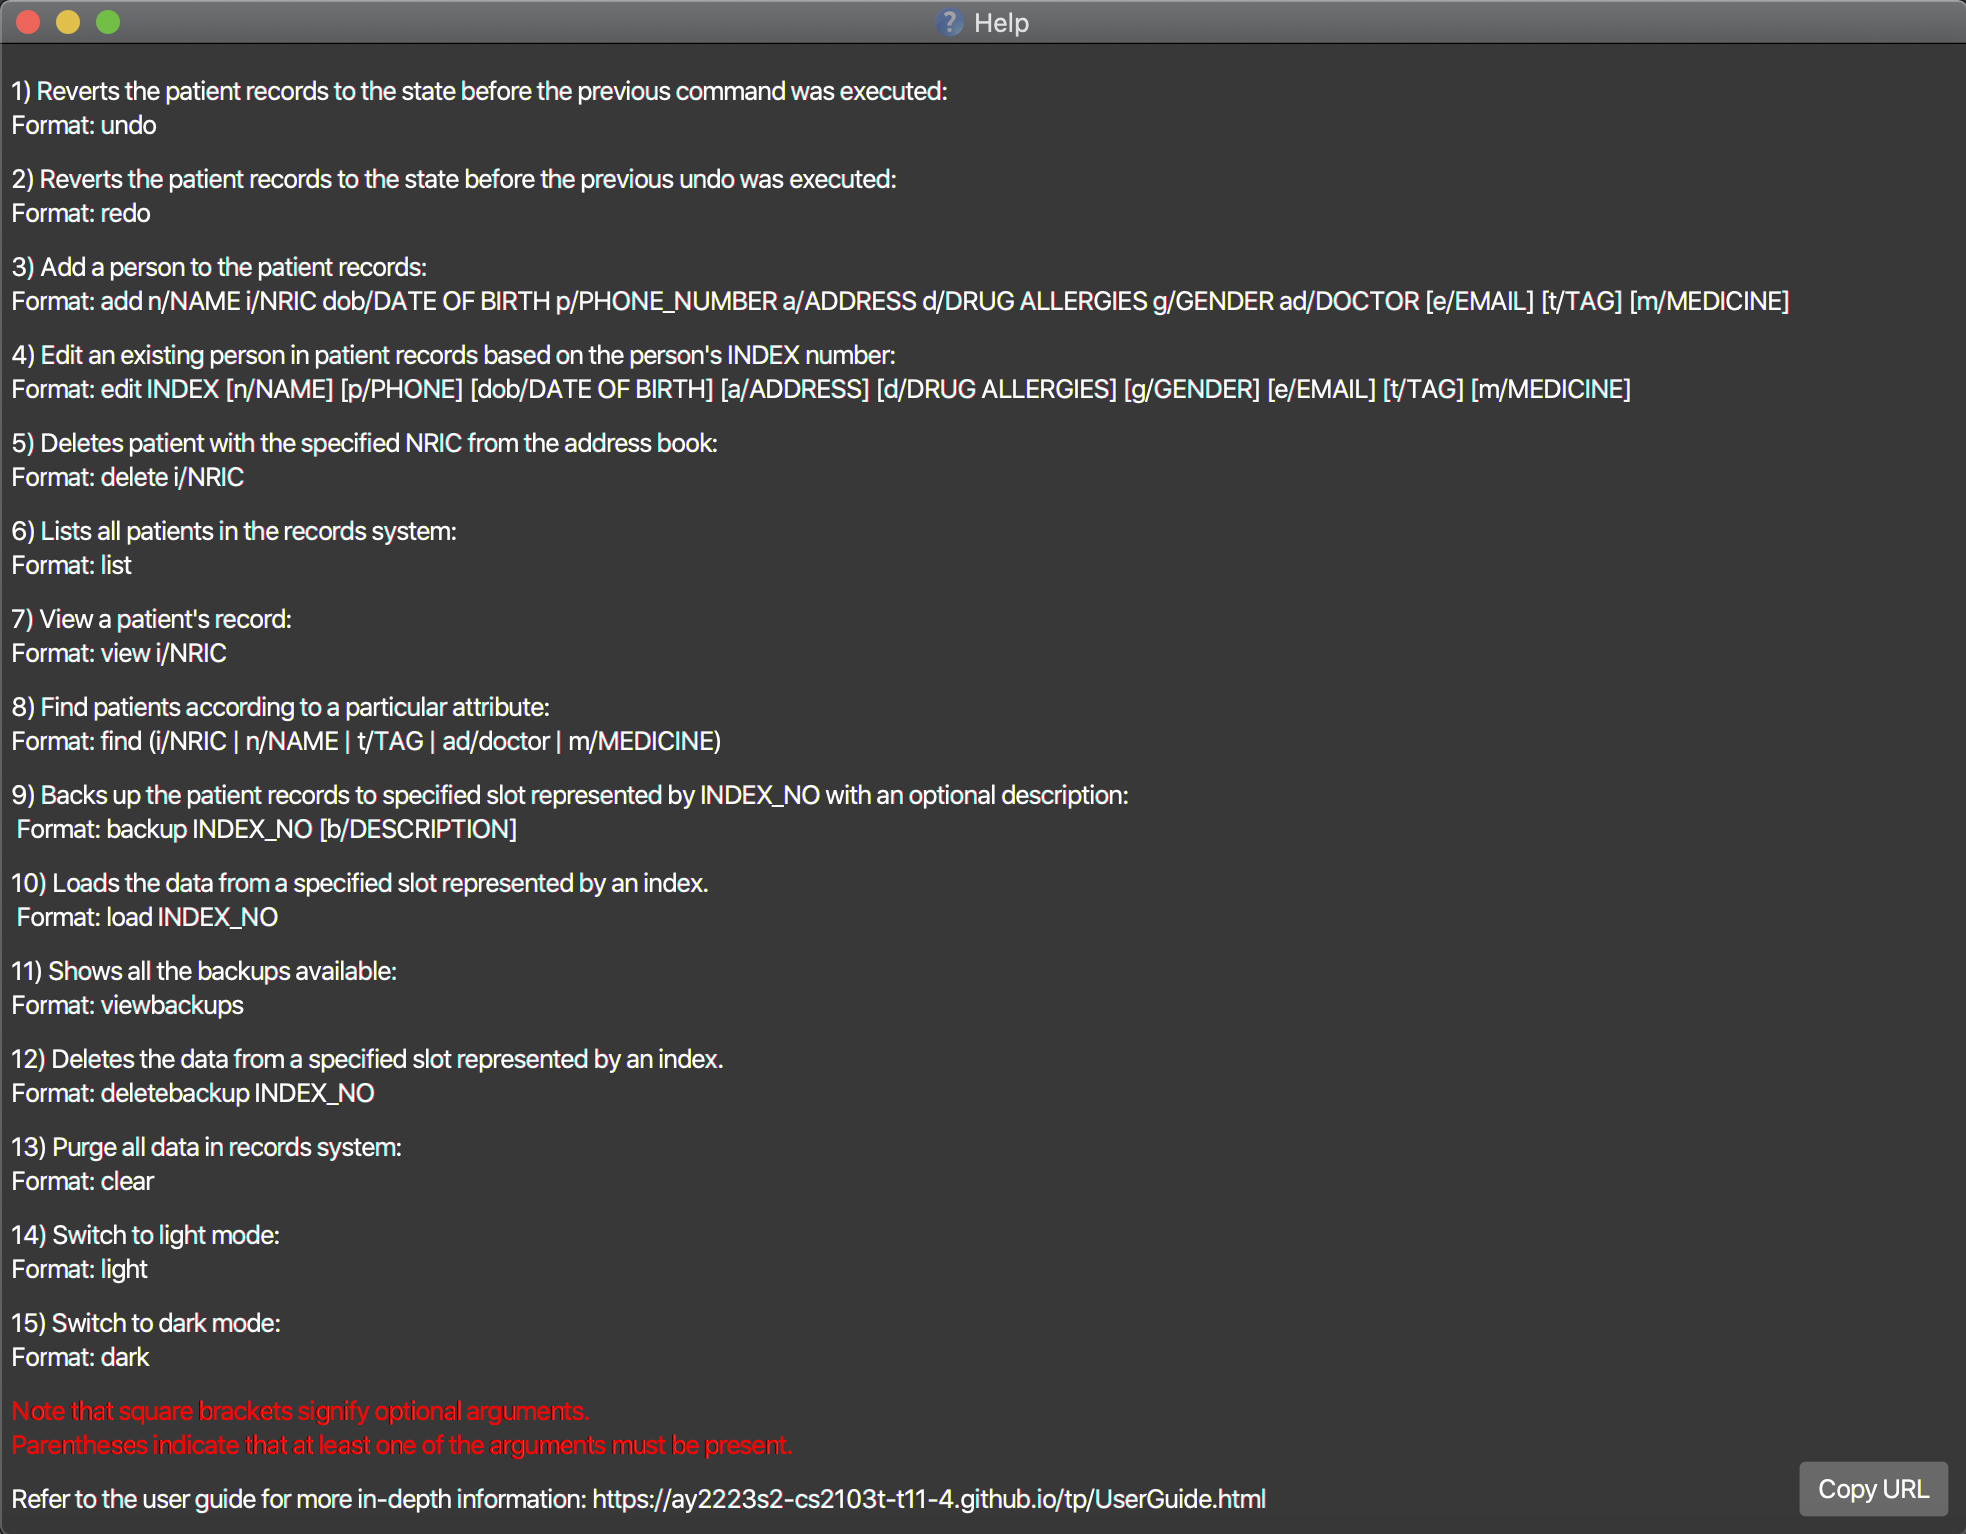 Help
1) Reverts the patient records to the state before the previous command was executed:
Format: undo
2) Reverts the patient records to the state before the previous undo was executed:
Format: redo
3) Add a person to the patient records:
Format: add n/NAME i/NRIC dob/DATE OF BIRTH p/PHONE_NUMBER a/ADDRESS d/DRUG ALLERGIES g/GENDER ad/DOCTOR [e/EMAIL] [t/TAG] [m/MEDICINE]
4) Edit an existing person in patient records based on the person's INDEX number:
Format: edit INDEX [n/NAME] [p/PHONE] [dob/DATE OF BIRTH] [a/ADDRESS] [d/DRUG ALLERGIES] [g/GENDER] [e/EMAIL] [t/TAG] [m/MEDICINE]
5) Deletes patient with the specified NRIC from the address book:
Format: delete i/NRIC
6) Lists all patients in the records system:
Format: list
7) View a patient's record:
Format: view i/NRIC
8) Find patients according to a particular attribute:
Format: find (i/NRIC | n/NAME | t/TAG | ad/doctor | m/MEDICINE)
9) Backs up the patient records to specified slot represented by INDEX_NO with an optional description:
Format: backup INDEX_NO [b/DESCRIPTION]
10) Loads the data from a specified slot represented by an index.
Format: load INDEX_NO
11) Shows all the backups available:
Format: viewbackups
12) Deletes the data from a specified slot represented by an index.
Format: deletebackup INDEX_NO
13) Purge all data in records system:
Format: clear
14) Switch to light mode:
Format: light
15) Switch to dark mode:
Format: dark
Note that square brackets signify optional arguments.
Parentheses indicate that at least one of the arguments must be present.
Refer to the user guide for more in-depth information: https://ay2223s2-cs2103t-t11-4.github.io/tp/UserGuide.html
Copy URL